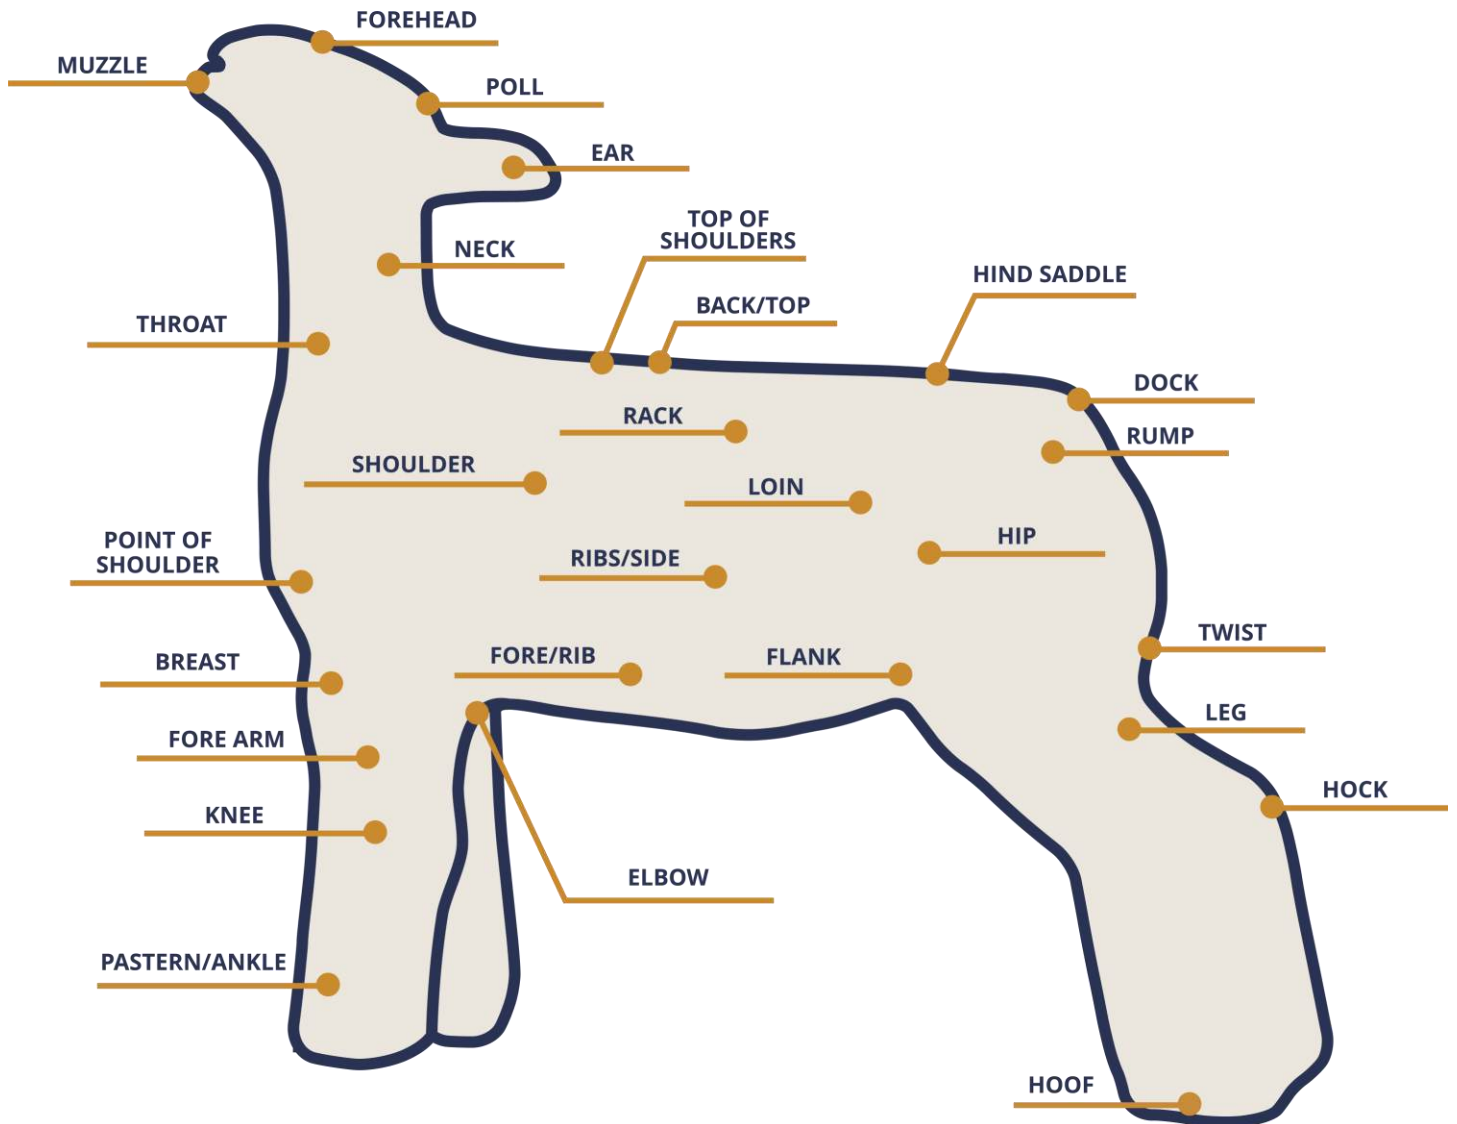 FOREHEAD
MUZZLE
POLL
EAR
TOP OF
SHOULDERS
NECK
HIND SADDLE
BACK/TOP
THROAT
DOCK
RACK
RUMP
SHOULDER
LOIN
HIP
POINT OF
SHOULDER
RIBS/SIDE
TWIST
FORE/RIB
FLANK
BREAST
LEG
FORE ARM
HOCK
KNEE
ELBOW
PASTERN/ANKLE
HOOF